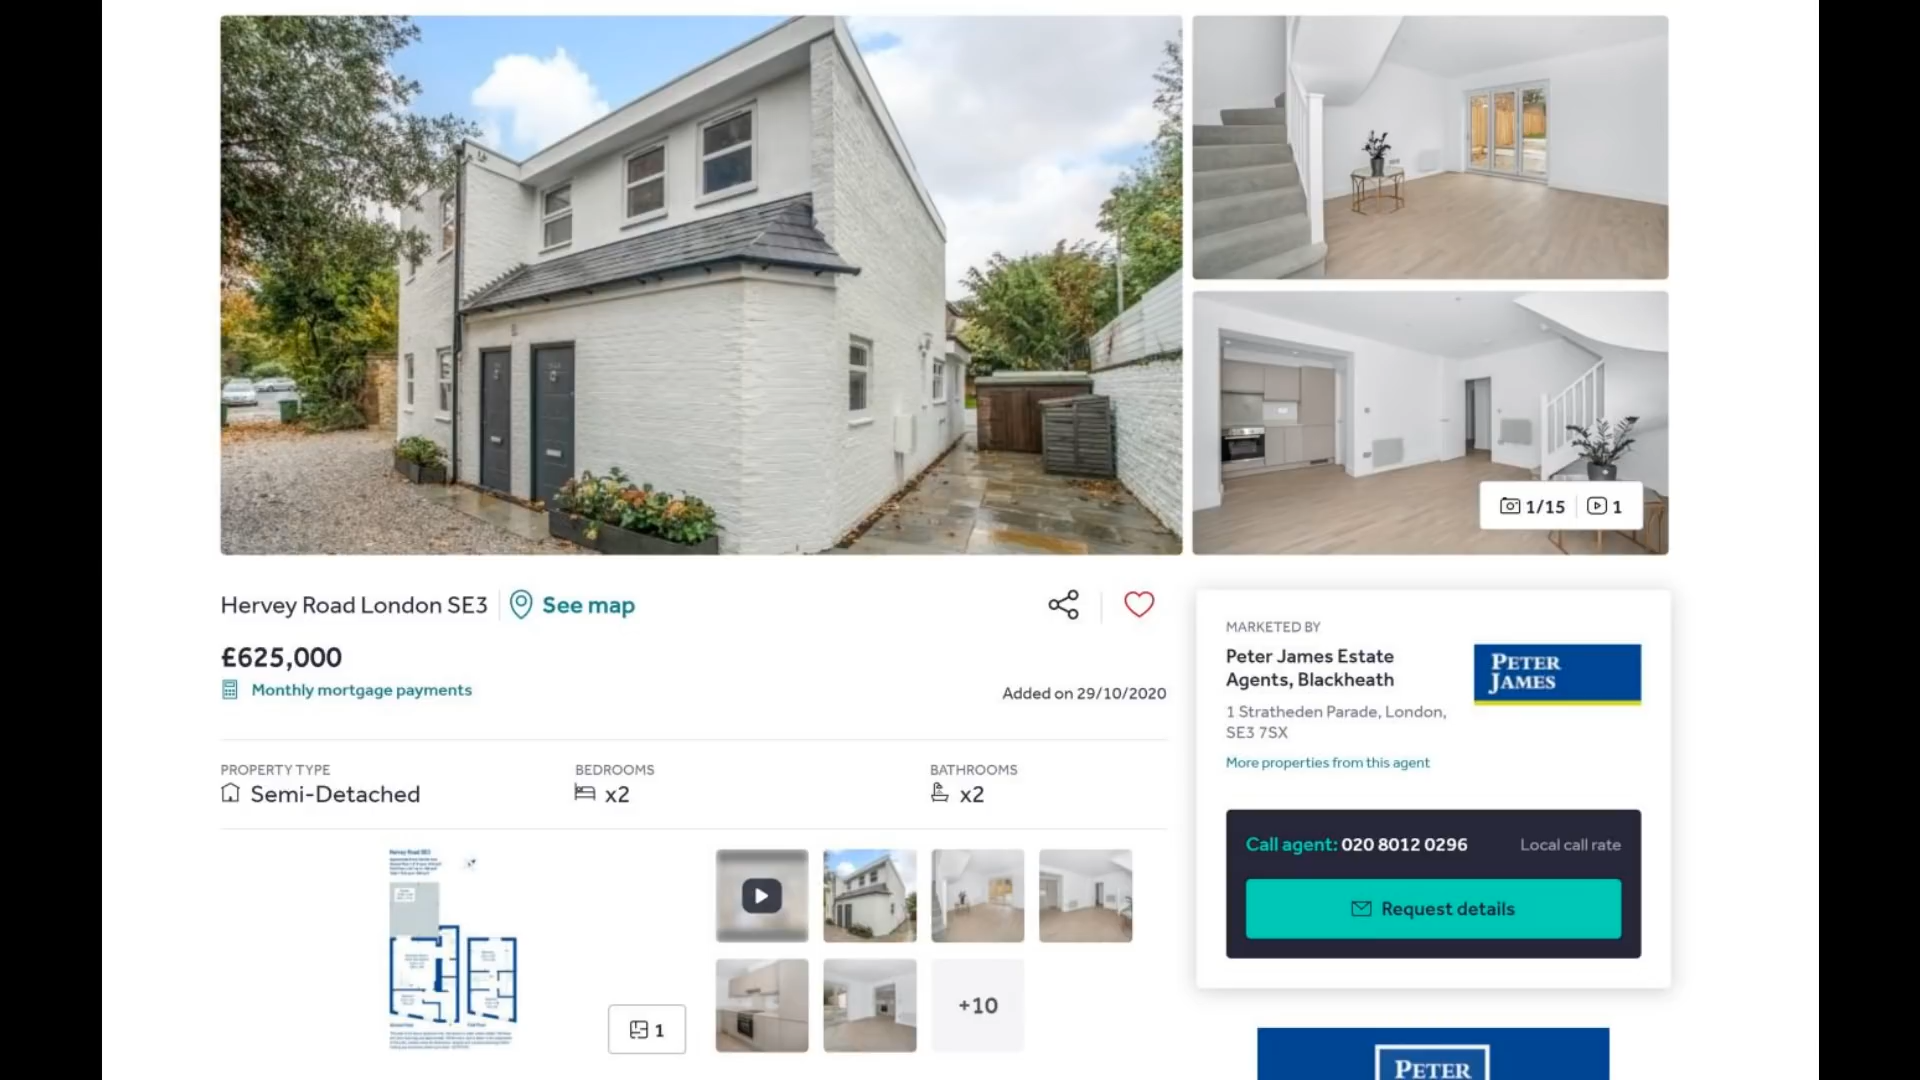 1/15
1
Hervey Road London SE3
See map
£625,000
Monthly mortgage payments
Added on 29/10/2020
PROPERTY TYPE
Semi-Detached
BEDROOMS
x2
BATHROOMS
x2
Hervey Road SE3
1
+10
MARKETED BY
Peter James Estate
Agents, Blackheath
1 Stratheden Parade, London,
SE3 7SX
More properties from this agent
PETER
JAMES
Call agent: 020 8012 0296
Local call rate
Request details
PETER